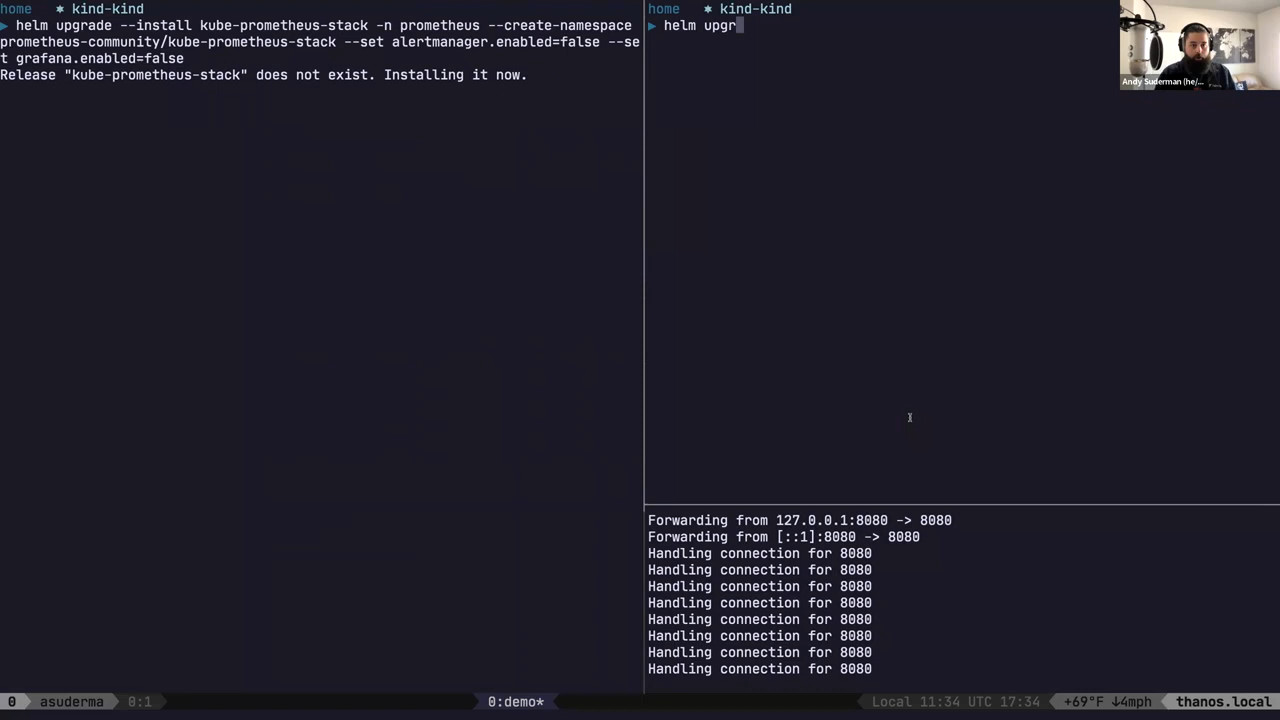 home   ✶ kind-kind
▶ helm upgrade --install kube-prometheus-stack -n prometheus --create-namespace
prometheus-community/kube-prometheus-stack --set alertmanager.enabled=false --se
t grafana.enabled=false
Release "kube-prometheus-stack" does not exist. Installing it now.
home   ✶ kind-kind
▶ helm upgr
Andy Suderman (he/...
Forwarding from 127.0.0.1:8080 -> 8080
Forwarding from [::1]:8080 -> 8080
Handling connection for 8080
Handling connection for 8080
Handling connection for 8080
Handling connection for 8080
Handling connection for 8080
Handling connection for 8080
Handling connection for 8080
Handling connection for 8080
0 asuderma 0:1 0:demo* Local 11:34 UTC 17:34 +69°F ↓4mph thanos.local